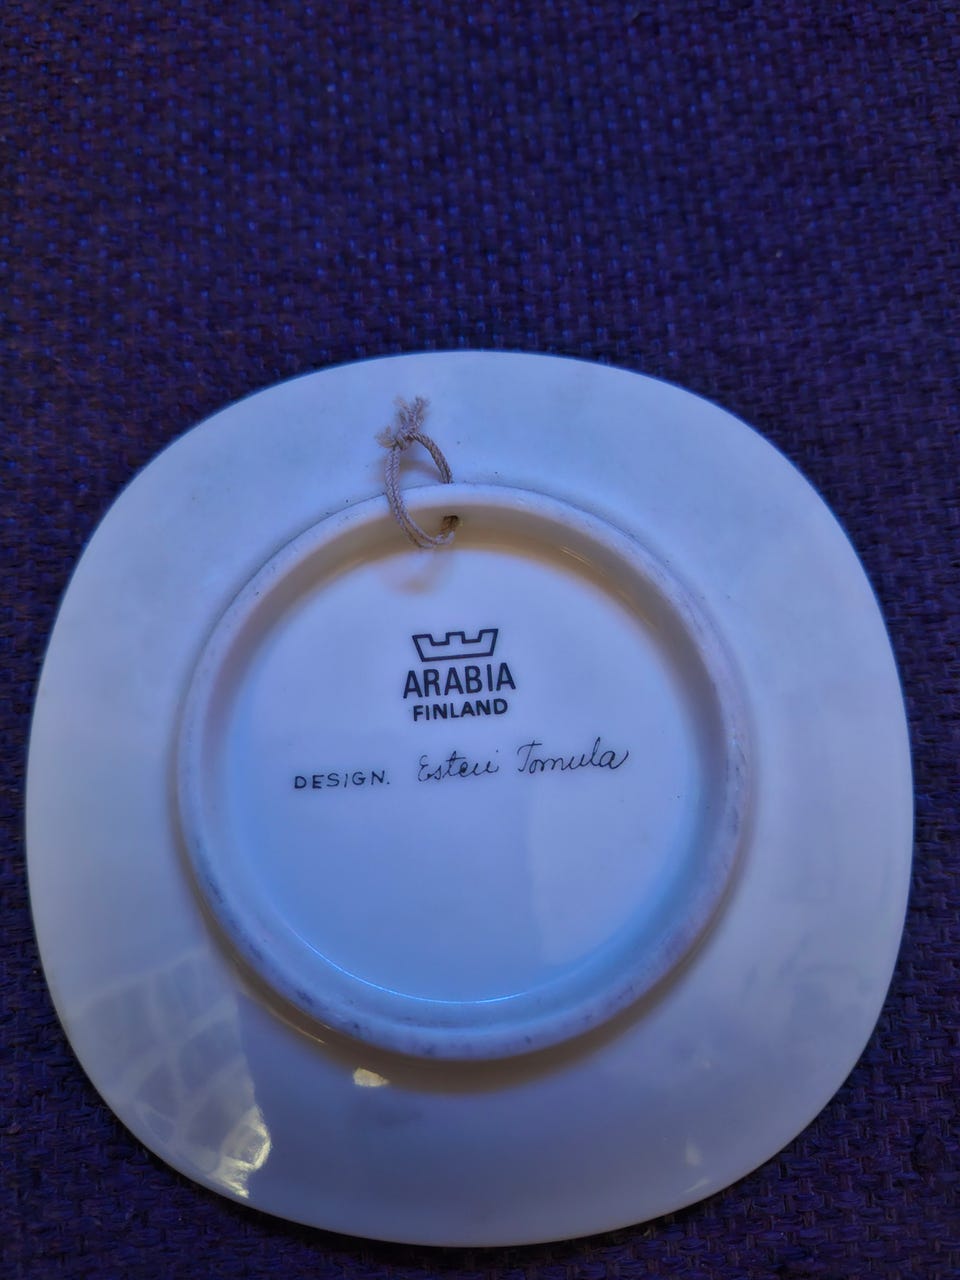 ARABIA
FINLAND
DESIGN. Esteri Tomula